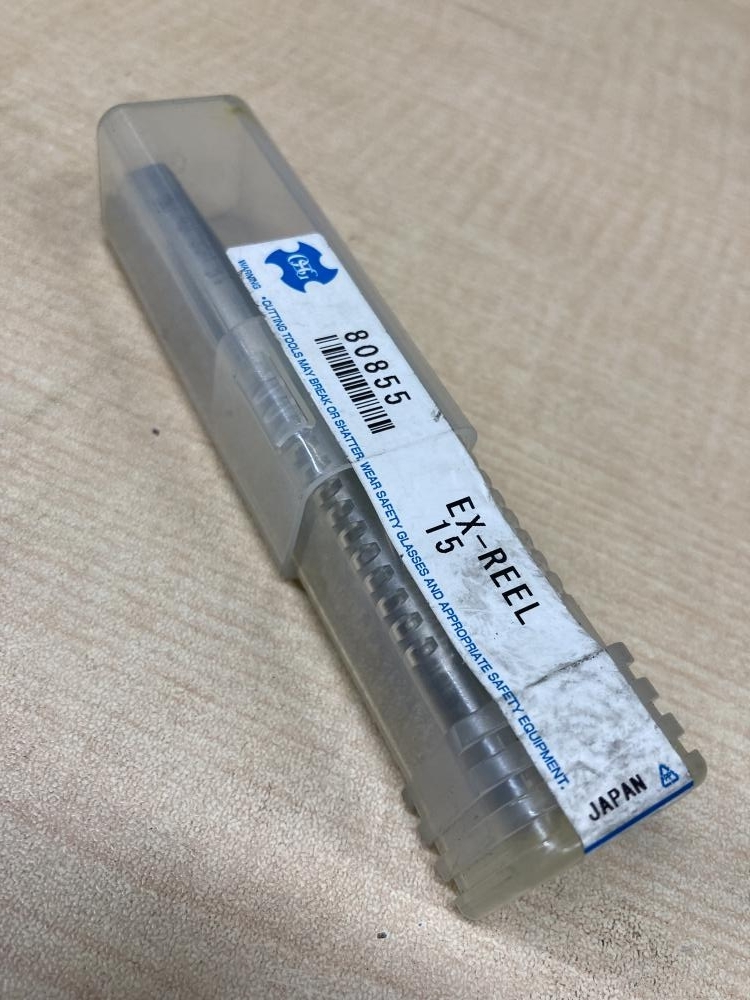 OSG
80855
EX-REEL
15
WARNING •CUTTING TOOLS MAY BREAK OR SHATTER, WEAR SAFETY GLASSES AND APPROPRIATE SAFETY EQUIPMENT.
JAPAN